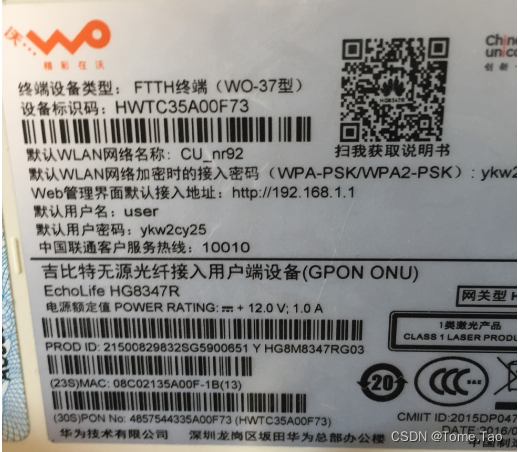 沃...
WO
精彩在沃
终端设备类型：FTTH终端（WO-37型）
设备标识码：HWTC35A00F73
扫我获取说明书
默认WLAN网络名称：CU_nr92
默认WLAN网络加密时的接入密码（WPA-PSK/WPA2-PSK）：ykw2
Web管理界面默认接入地址：http://192.168.1.1
默认用户名：user
默认用户密码：ykw2cy25
中国联通客户服务热线：10010
吉比特无源光纤接入用户端设备(GPON ONU)
EchoLife HG8347R
网关型
电源额定值 POWER RATING: ⎓ + 12.0 V; 1.0 A
1类激光产品
CLASS 1 LASER PRODU
PROD ID: 21500829832SG5900651 Y HG8M8347RG03
20
CCC
(23S)MAC: 08C02135A00F-1B(13)
(30S)PON No: 4857544335A00F73 (HWTC35A00F73)
CMIIT ID:2015DP047
DATE 2016/0
华为技术有限公司 深圳龙岗区坂田华为总部办公楼
中国制造
CSDN @Tome.Tao